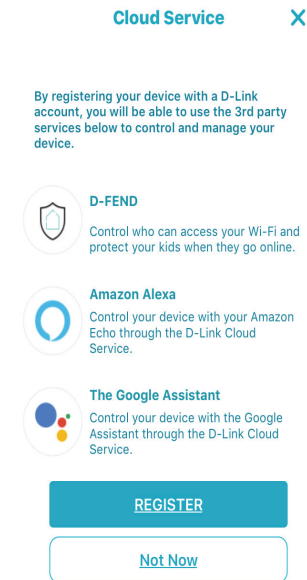 Cloud Service
By registering your device with a D-Link
account, you will be able to use the 3rd party
services below to control and manage your
device.
D-FEND
Control who can access your Wi-Fi and
protect your kids when they go online.
Amazon Alexa
Control your device with your Amazon
Echo through the D-Link Cloud
Service.
The Google Assistant
Control your device with the Google
Assistant through the D-Link Cloud
Service.
REGISTER
Not Now